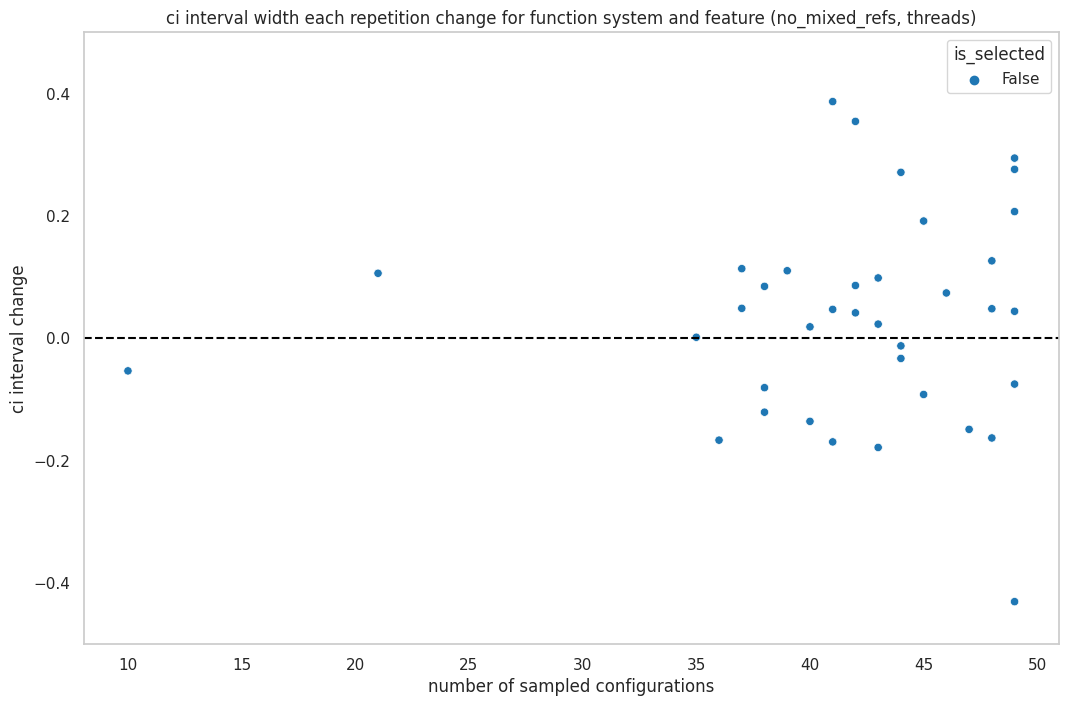 ci interval width each repetition change for function system and feature (no_mixed_refs, threads)
is_selected
False
ci interval change
0.4
0.2
0.0
−0.2
−0.4
10 15 20 25 30 35 40 45 50
number of sampled configurations